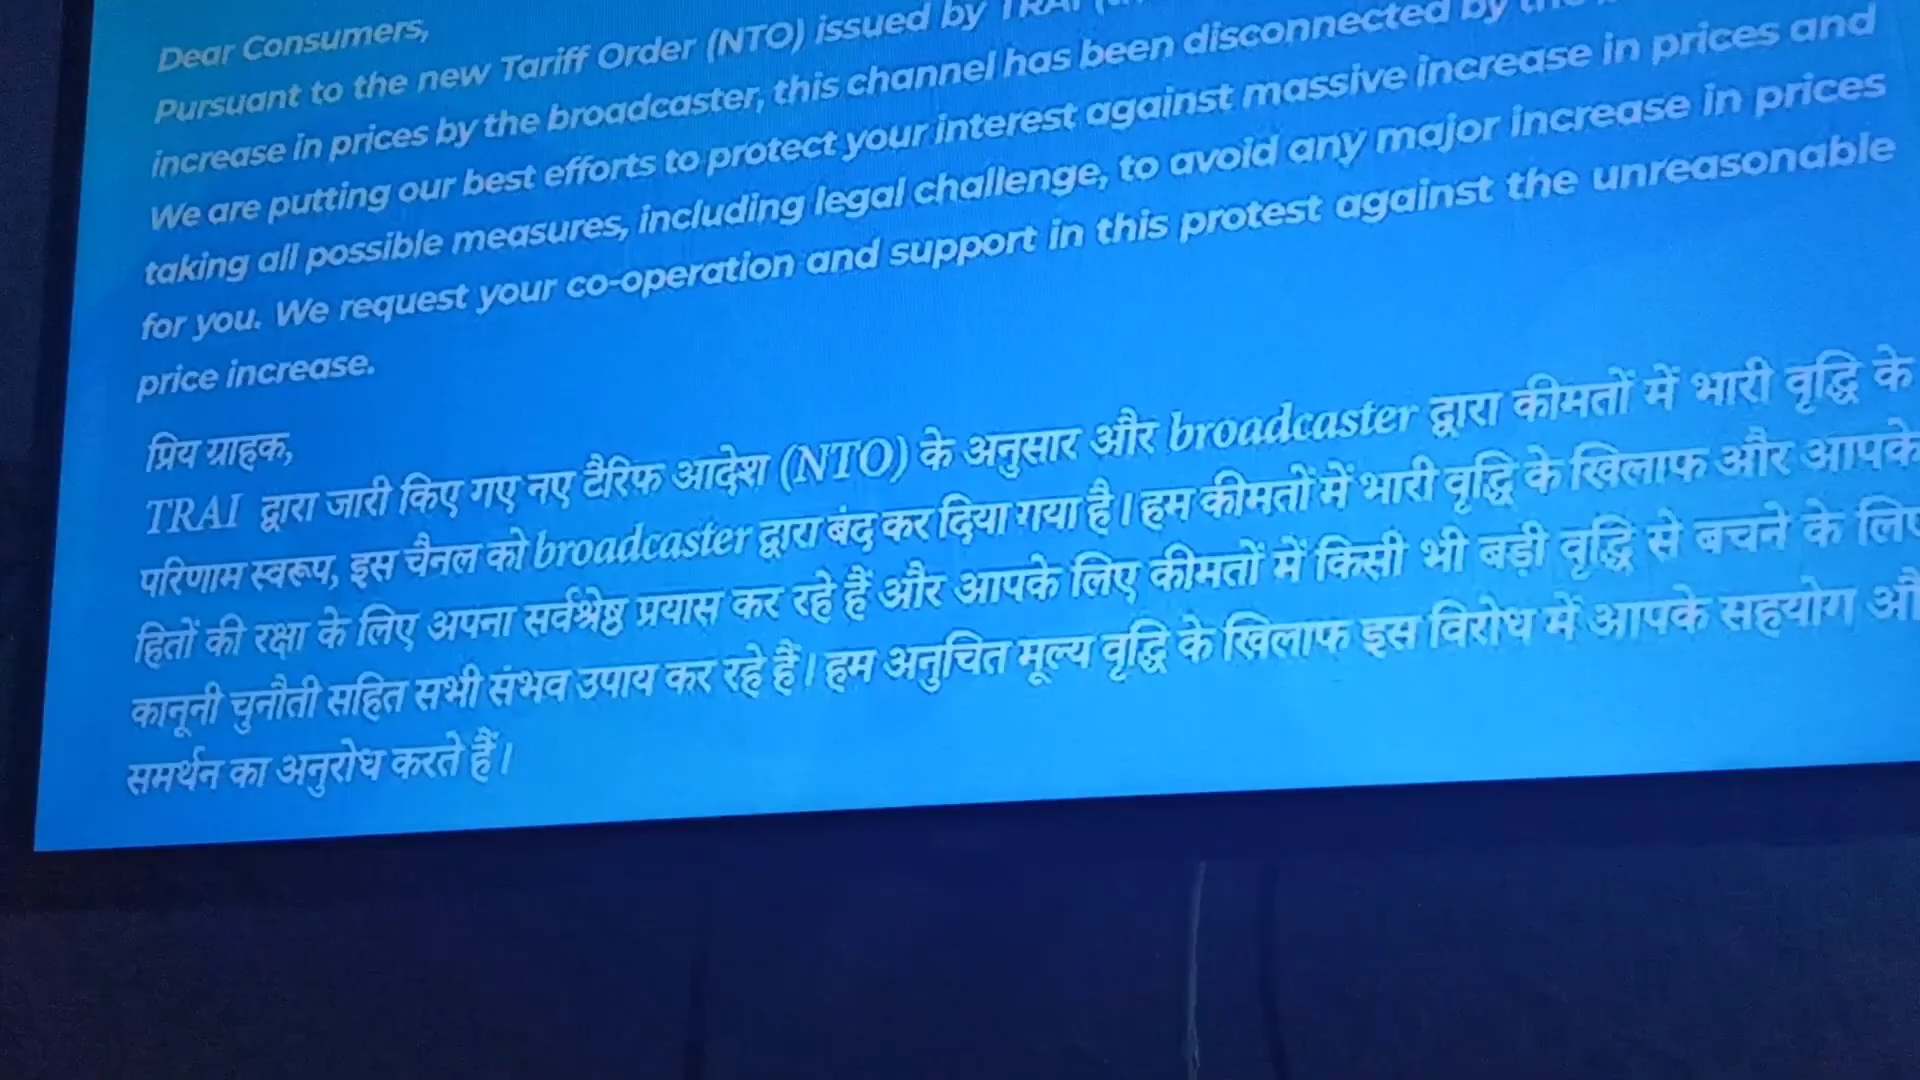 Dear Consumers,
Pursuant to the new Tariff Order (NTO) issued by TRAI
increase in prices by the broadcaster, this channel has been disconnected by
We are putting our best efforts to protect your interest against massive increase in prices and
taking all possible measures, including legal challenge, to avoid any major increase in prices
for you. We request your co-operation and support in this protest against the unreasonable
price increase.
प्रिय ग्राहक,
TRAI द्वारा जारी किए गए नए टैरिफ आदेश (NTO) के अनुसार और broadcaster द्वारा कीमतों में भारी वृद्धि के
परिणाम स्वरूप, इस चैनल को broadcaster द्वारा बंद कर दिया गया है। हम कीमतों में भारी वृद्धि के खिलाफ और आपके
हितों की रक्षा के लिए अपना सर्वश्रेष्ठ प्रयास कर रहे हैं और आपके लिए कीमतों में किसी भी बड़ी वृद्धि से बचने के लिए
कानूनी चुनौती सहित सभी संभव उपाय कर रहे हैं। हम अनुचित मूल्य वृद्धि के खिलाफ इस विरोध में आपके सहयोग
समर्थन का अनुरोध करते हैं।